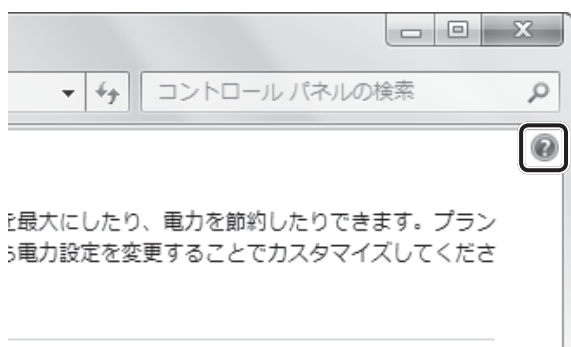 コントロール パネルの検索
を最大にしたり、電力を節約したりできます。プラン
ら電力設定を変更することでカスタマイズしてくださ